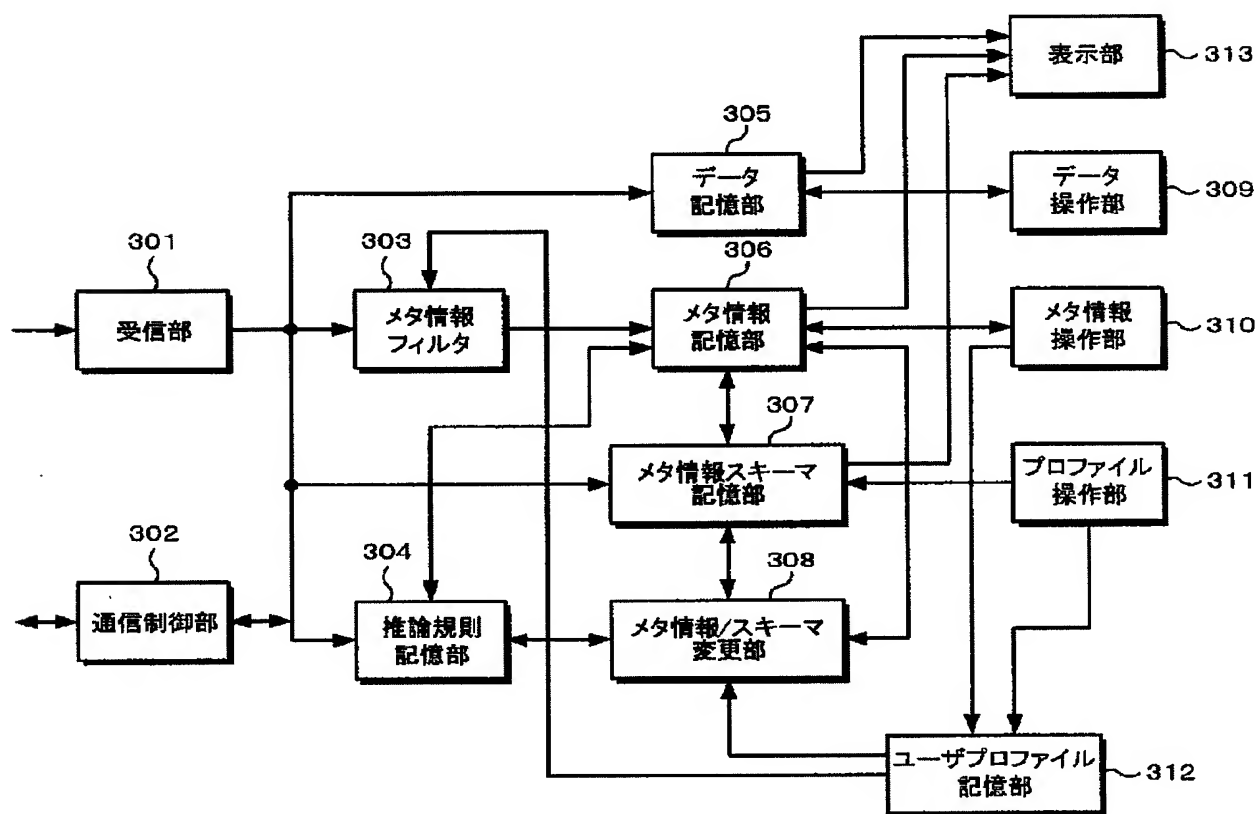 表示部
313
305
データ
記憶部
データ
操作部
309
301
受信部
303
メタ情報
フィルタ
306
メタ情報
記憶部
メタ情報
操作部
310
307
メタ情報スキーマ
記憶部
プロファイル
操作部
311
302
通信制御部
304
推論規則
記憶部
308
メタ情報/スキーマ
変更部
ユーザプロファイル
記憶部
312